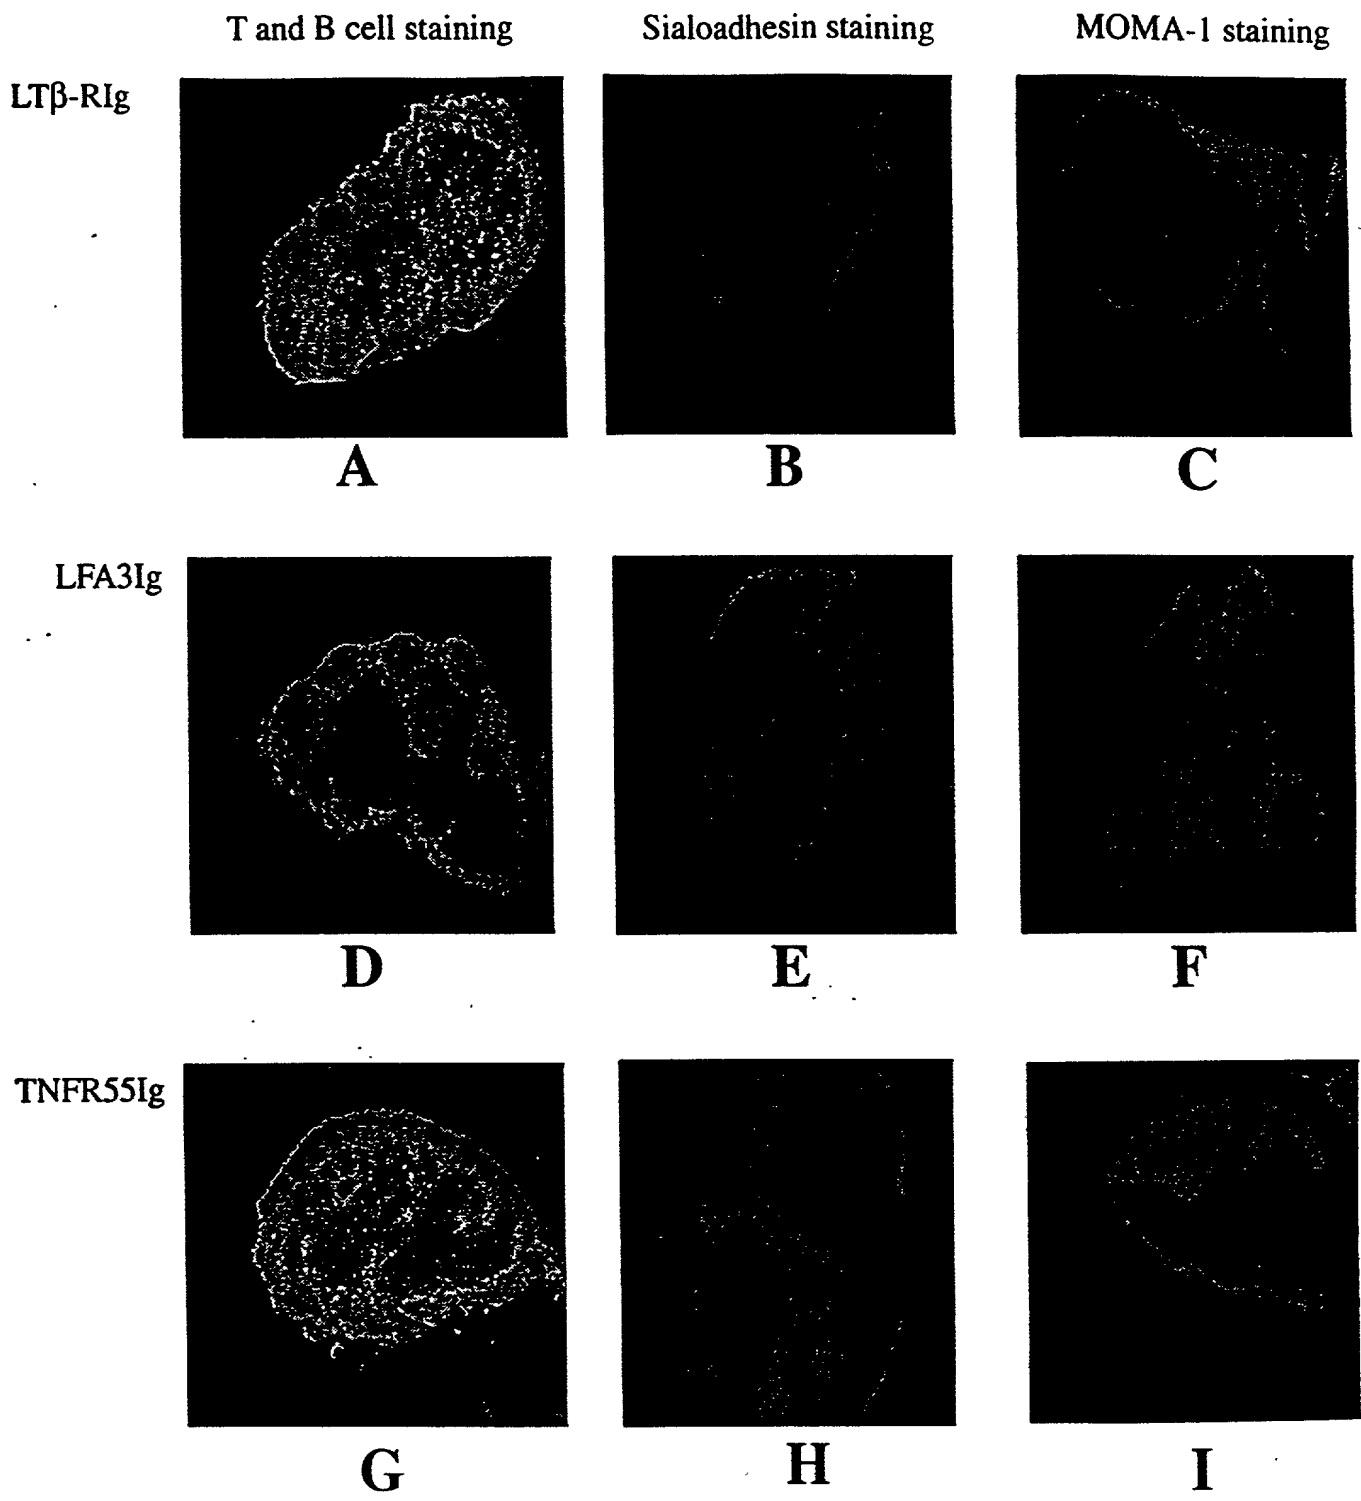 T and B cell staining Sialoadhesin staining MOMA-1 staining
LTβ-RIg
A B C
LFA3Ig
D E F
TNFR55Ig
G H I